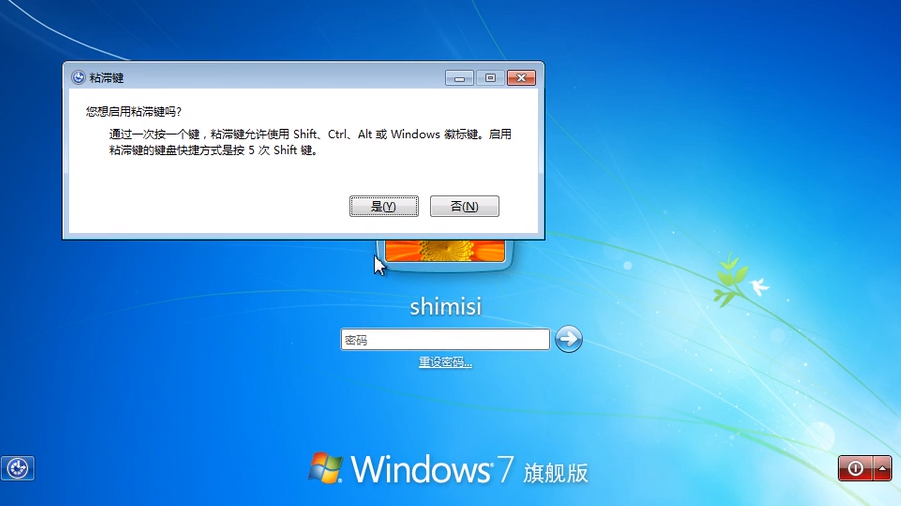 粘滞键
您想启用粘滞键吗?
通过一次按一个键，粘滞键允许使用 Shift、Ctrl、Alt 或 Windows 徽标键。启用
粘滞键的键盘快捷方式是按 5 次 Shift 键。
是(Y)
否(N)
shimisi
密码
重设密码...
Windows 7 旗舰版